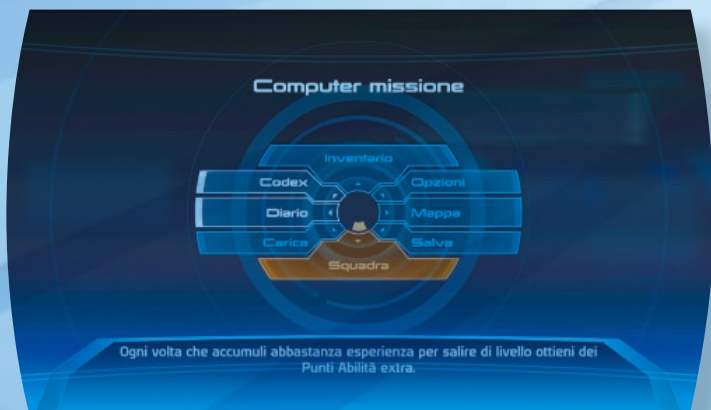 Computer missione
Inventario
Codex
Opzioni
Diario
Mappa
Carica
Salva
Squadra
Ogni volta che accumuli abbastanza esperienza per salire di livello ottieni dei
Punti Abilità extra.